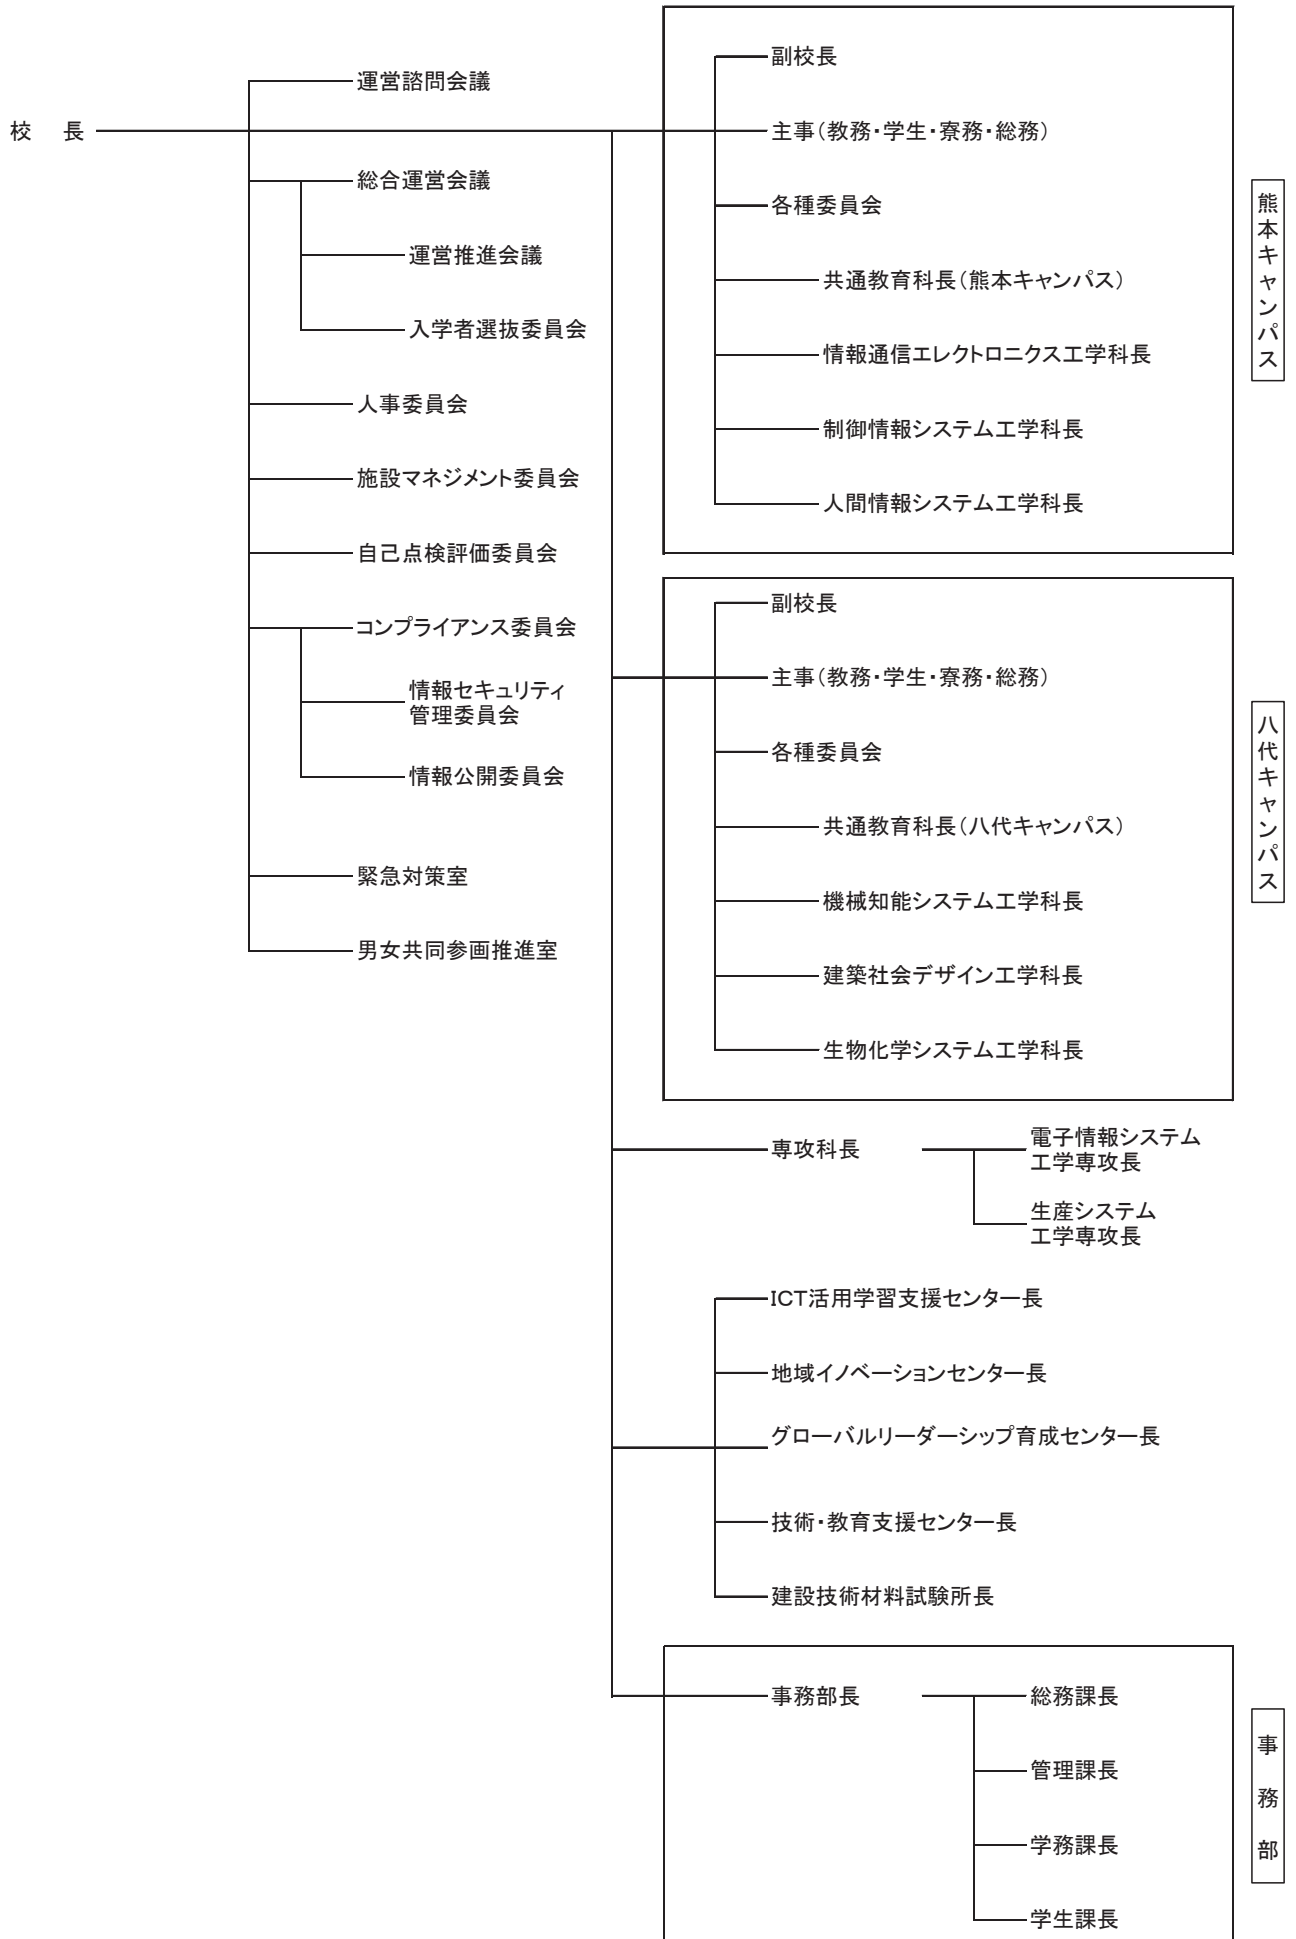 校　長
運営諮問会議
総合運営会議
運営推進会議
入学者選抜委員会
人事委員会
施設マネジメント委員会
自己点検評価委員会
コンプライアンス委員会
情報セキュリティ
管理委員会
情報公開委員会
緊急対策室
男女共同参画推進室
副校長
主事（教務・学生・寮務・総務）
各種委員会
共通教育科長（熊本キャンパス）
情報通信エレクトロニクス工学科長
制御情報システム工学科長
人間情報システム工学科長
熊本キャンパス
副校長
主事（教務・学生・寮務・総務）
各種委員会
共通教育科長（八代キャンパス）
機械知能システム工学科長
建築社会デザイン工学科長
生物化学システム工学科長
八代キャンパス
専攻科長
電子情報システム
工学専攻長
生産システム
工学専攻長
ICT活用学習支援センター長
地域イノベーションセンター長
グローバルリーダーシップ育成センター長
技術・教育支援センター長
建設技術材料試験所長
事務部長
総務課長
管理課長
学務課長
学生課長
事務部